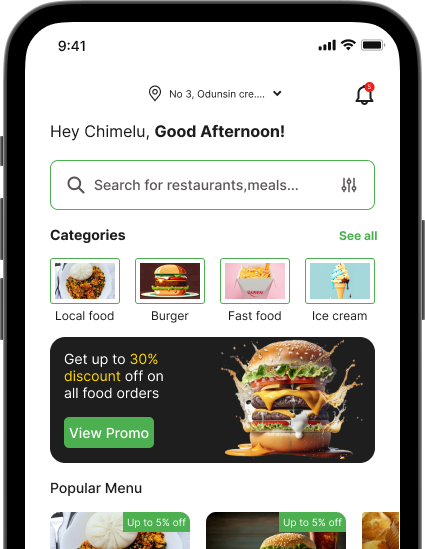 9:41
No 3, Odunsin cre....
5
Hey Chimelu, Good Afternoon!
Search for restaurants,meals...
Categories
See all
Local food
Burger
Fast food
Ice cream
Get up to 30%
discount off on
all food orders
View Promo
Popular Menu
Up to 5% off
Up to 5% off